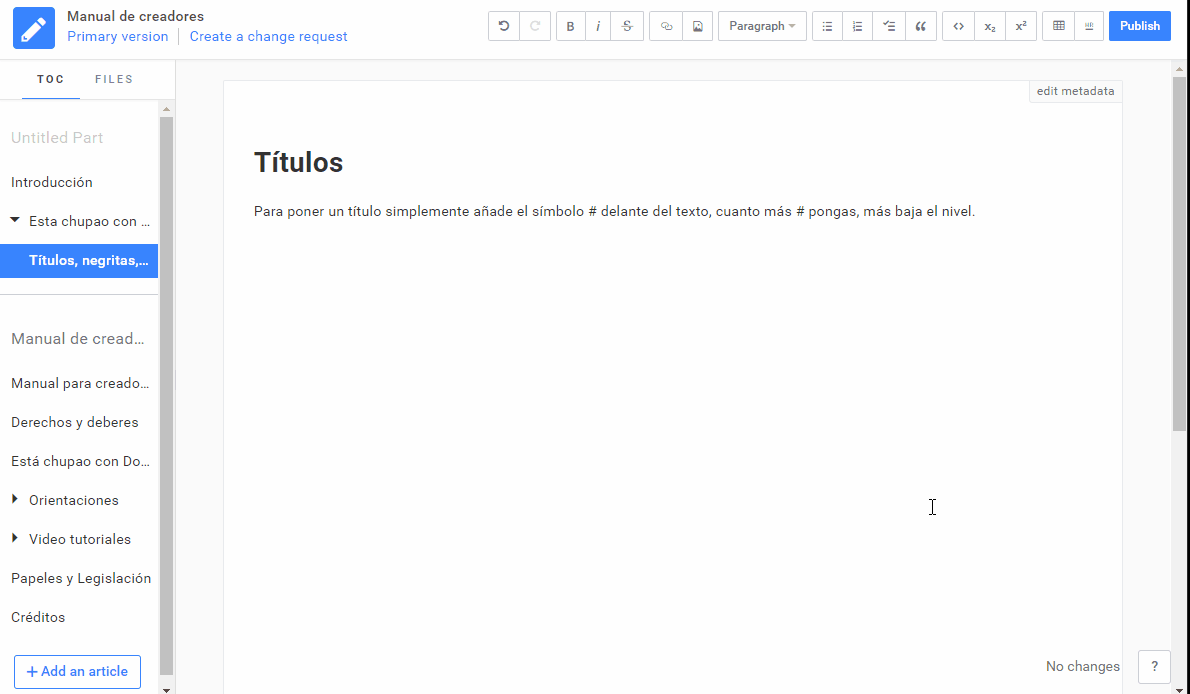 Manual de creadores
Primary version
Create a change request
B
i
S
Paragraph
x₂
x²
Publish
TOC
FILES
edit metadata
Untitled Part
Introducción
Esta chupao con ...
Títulos, negritas,...
Manual de cread...
Manual para creado...
Derechos y deberes
Está chupao con Do...
Orientaciones
Video tutoriales
Papeles y Legislación
Créditos
+ Add an article
Títulos
Para poner un título simplemente añade el símbolo # delante del texto, cuanto más # pongas, más baja el nivel.
No changes
?